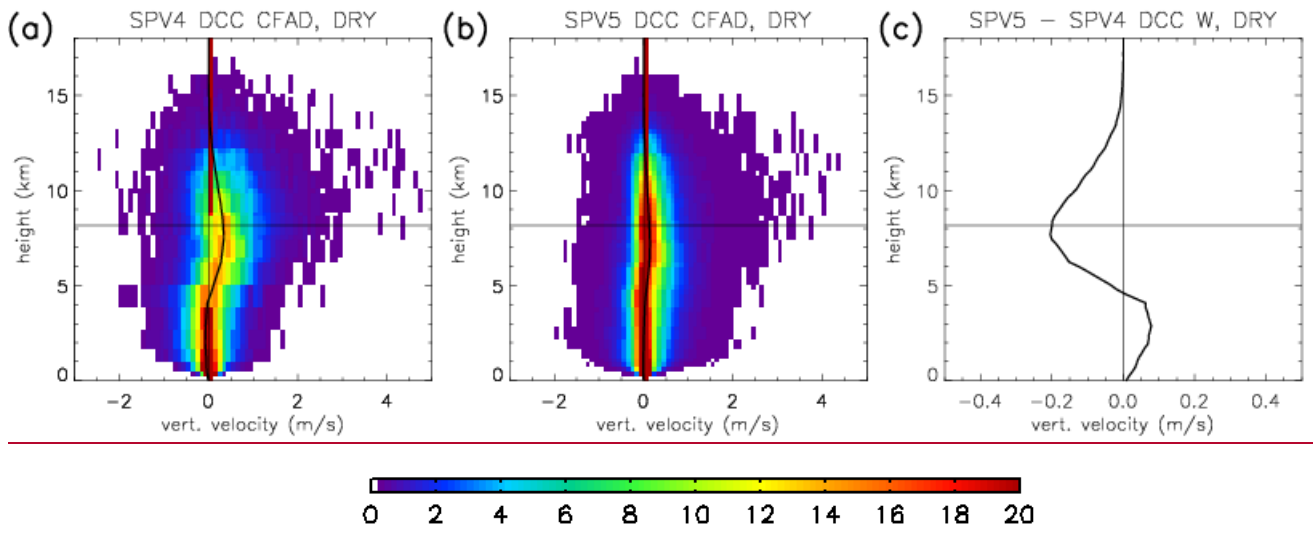 (a) SPV4 DCC CFAD, DRY
(b) SPV5 DCC CFAD, DRY
(c) SPV5 − SPV4 DCC W, DRY
height (km)
15
10
5
0
−2 0 2 4
vert. velocity (m/s)
height (km)
15
10
5
0
−2 0 2 4
vert. velocity (m/s)
height (km)
15
10
5
0
−0.4 −0.2 0.0 0.2 0.4
vert. velocity (m/s)
0 2 4 6 8 10 12 14 16 18 20